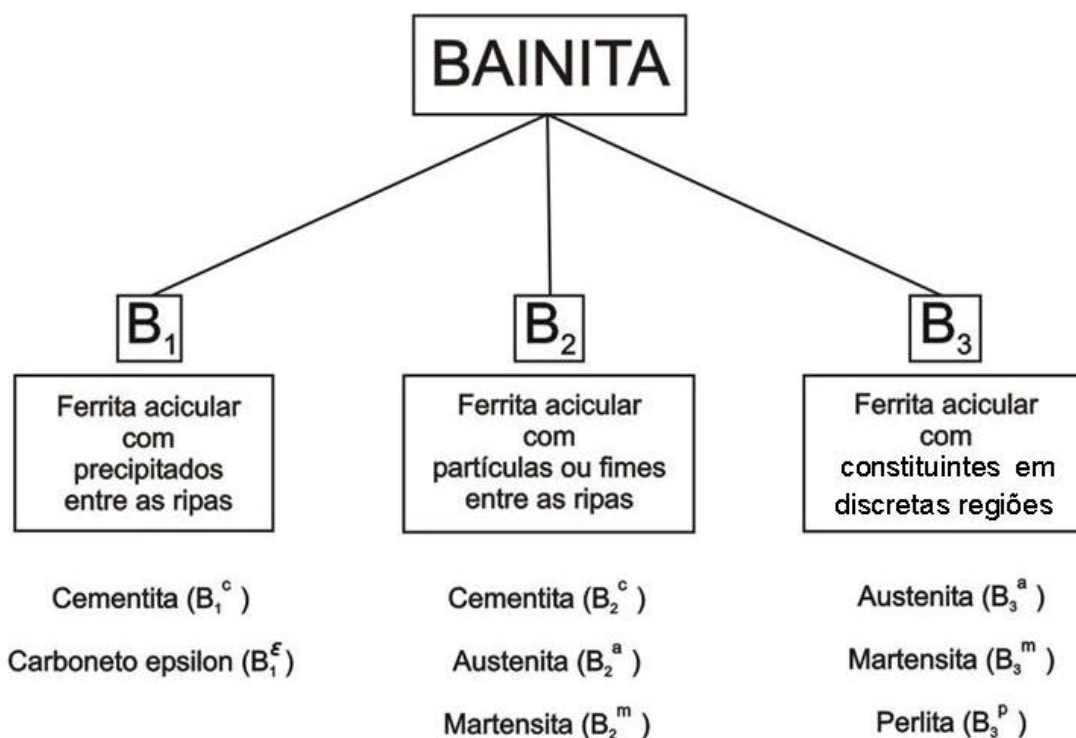 BAINITA
B₁
Ferrita acicular
com
precipitados
entre as ripas
Cementita (B₁ᶜ )
Carboneto epsilon (B₁ᵋ)
B₂
Ferrita acicular
com
partículas ou fimes
entre as ripas
Cementita (B₂ᶜ )
Austenita (B₂ᵃ )
Martensita (B₂ᵐ )
B₃
Ferrita acicular
com
constituintes em
discretas regiões
Austenita (B₃ᵃ )
Martensita (B₃ᵐ )
Perlita (B₃ᵖ )